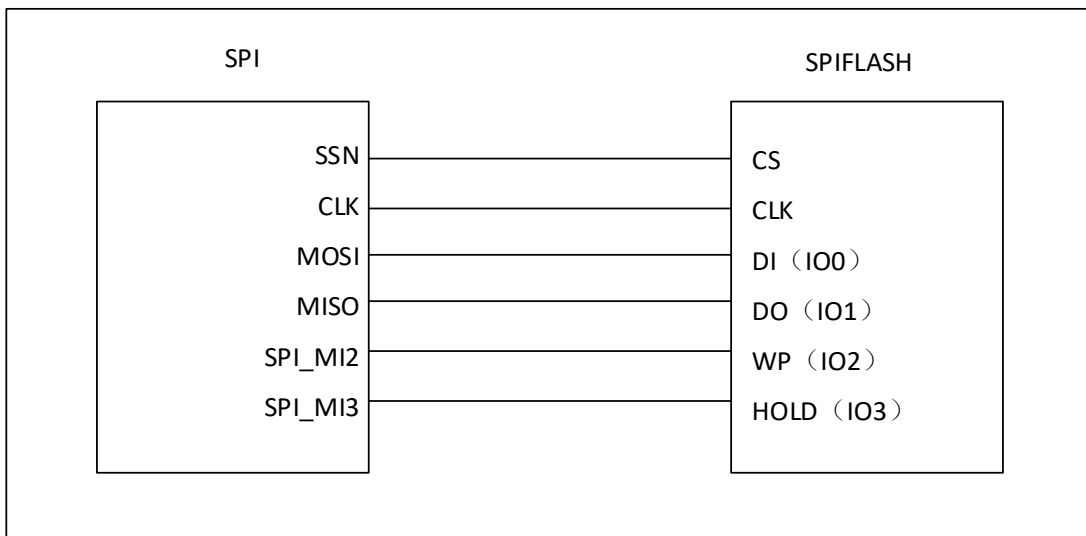 SPI
SPIFLASH
SSN
CS
CLK
CLK
MOSI
DI（IO0）
MISO
DO（IO1）
SPI_MI2
WP（IO2）
SPI_MI3
HOLD（IO3）